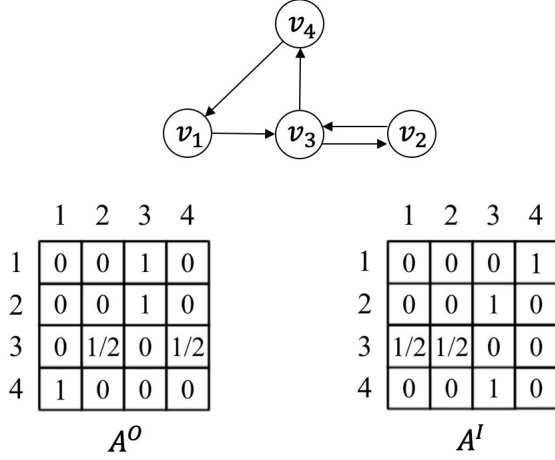 v₄
v₁ v₃ v₂
1 2 3 4
1 0 0 1 0
2 0 0 1 0
3 0 1/2 0 1/2
4 1 0 0 0
A^O
1 2 3 4
1 0 0 0 1
2 0 0 1 0
3 1/2 1/2 0 0
4 0 0 1 0
A^I